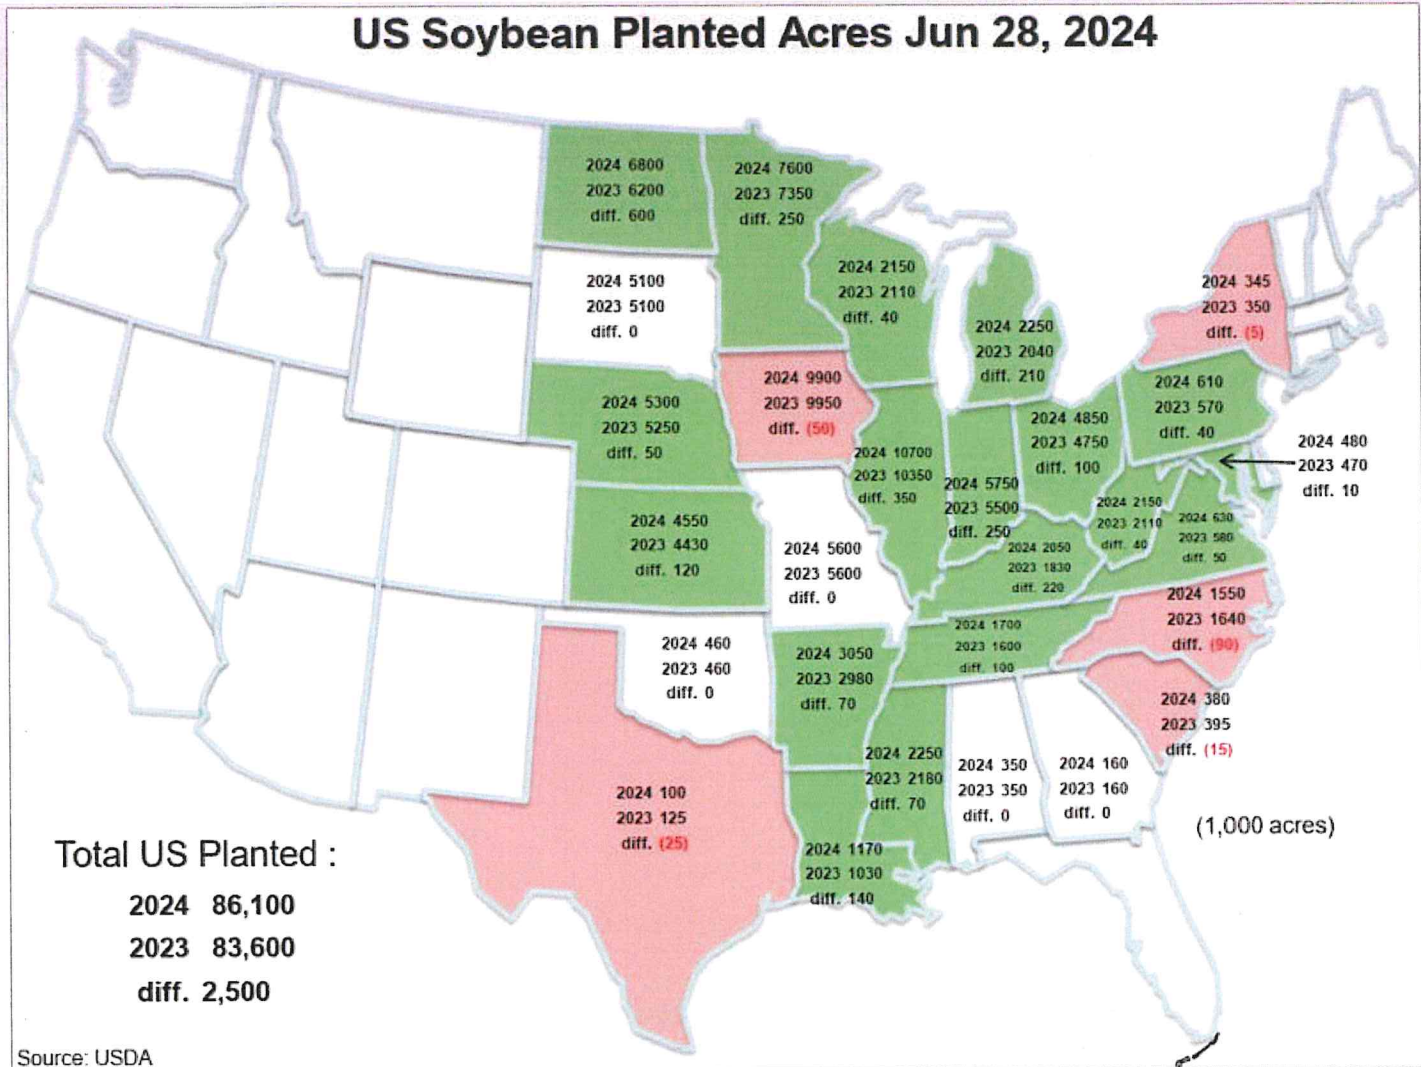 US Soybean Planted Acres Jun 28, 2024
2024 6800
2023 6200
diff. 600
2024 7600
2023 7350
diff. 250
2024 5100
2023 5100
diff. 0
2024 2150
2023 2110
diff. 40
2024 2250
2023 2040
diff. 210
2024 345
2023 350
diff. (5)
2024 5300
2023 5250
diff. 50
2024 9900
2023 9950
diff. (50)
2024 10700
2023 10350
diff. 350
2024 5750
2023 5500
diff. 250
2024 4850
2023 4750
diff. 100
2024 610
2023 570
diff. 40
2024 480
2023 470
diff. 10
2024 4550
2023 4430
diff. 120
2024 5600
2023 5600
diff. 0
2024 2050
2023 1830
diff. 220
2024 2150
2023 2110
diff. 40
2024 630
2023 580
diff. 50
2024 460
2023 460
diff. 0
2024 3050
2023 2980
diff. 70
2024 1700
2023 1600
diff. 100
2024 1550
2023 1640
diff. (90)
2024 380
2023 395
diff. (15)
2024 100
2023 125
diff. (25)
2024 1170
2023 1030
diff. 140
2024 2250
2023 2180
diff. 70
2024 350
2023 350
diff. 0
2024 160
2023 160
diff. 0
(1,000 acres)
Total US Planted :
2024 86,100
2023 83,600
diff. 2,500
Source: USDA